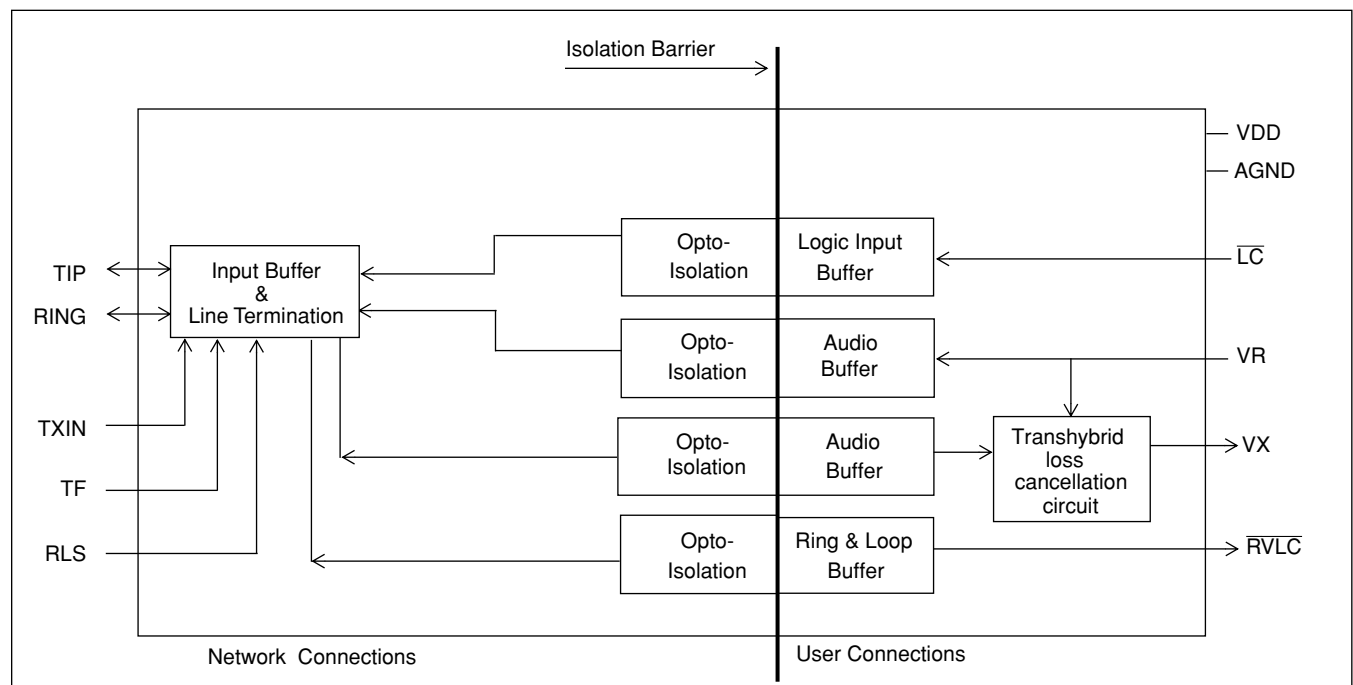 Isolation Barrier
VDD
AGND
Opto-
Isolation
Logic Input
Buffer
L̅C̅
TIP
RING
Input Buffer
&
Line Termination
Opto-
Isolation
Audio
Buffer
VR
TXIN
TF
RLS
Opto-
Isolation
Audio
Buffer
Transhybrid
loss
cancellation
circuit
VX
Opto-
Isolation
Ring & Loop
Buffer
R̅V̅L̅C̅
Network Connections
User Connections